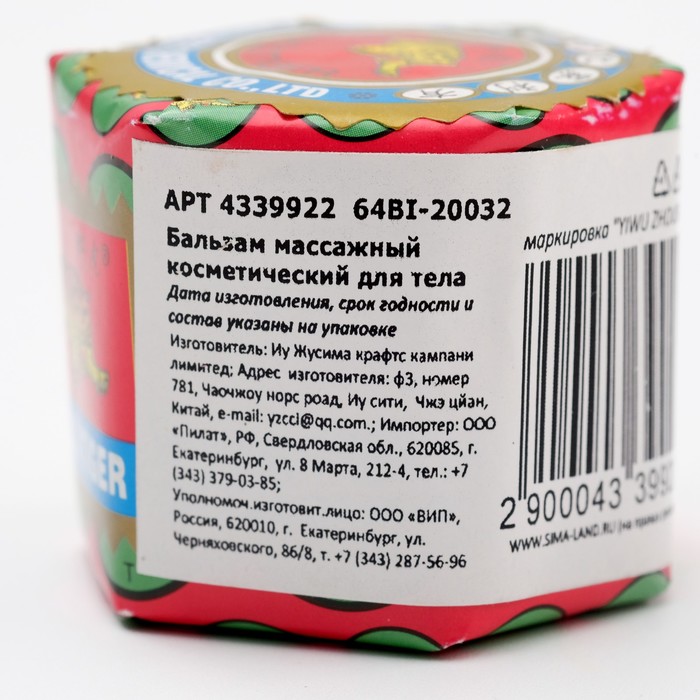 CO., LTD
GER
АРТ 4339922 64BI-20032
Бальзам массажный
косметический для тела
Дата изготовления, срок годности и
состав указаны на упаковке
Изготовитель: Иу Жусима крафтс кампани
лимитед; Адрес изготовителя: ф3, номер
781, Чаочжоу норс роад, Иу сити, Чжэ цйан,
Китай, e-mail: yzccl@qq.com.; Импортер: ООО
«Пилат», РФ, Свердловская обл., 620085, г.
Екатеринбург, ул. 8 Марта, 212-4, тел.: +7
(343) 379-03-85;
Уполномоч.изготовит.лицо: ООО «ВИП»,
Россия, 620010, г. Екатеринбург, ул.
Черняховского, 86/8, т. +7 (343) 287-56-96
маркировка "YIWU
2 900043
WWW.SIMA-LAND.RU